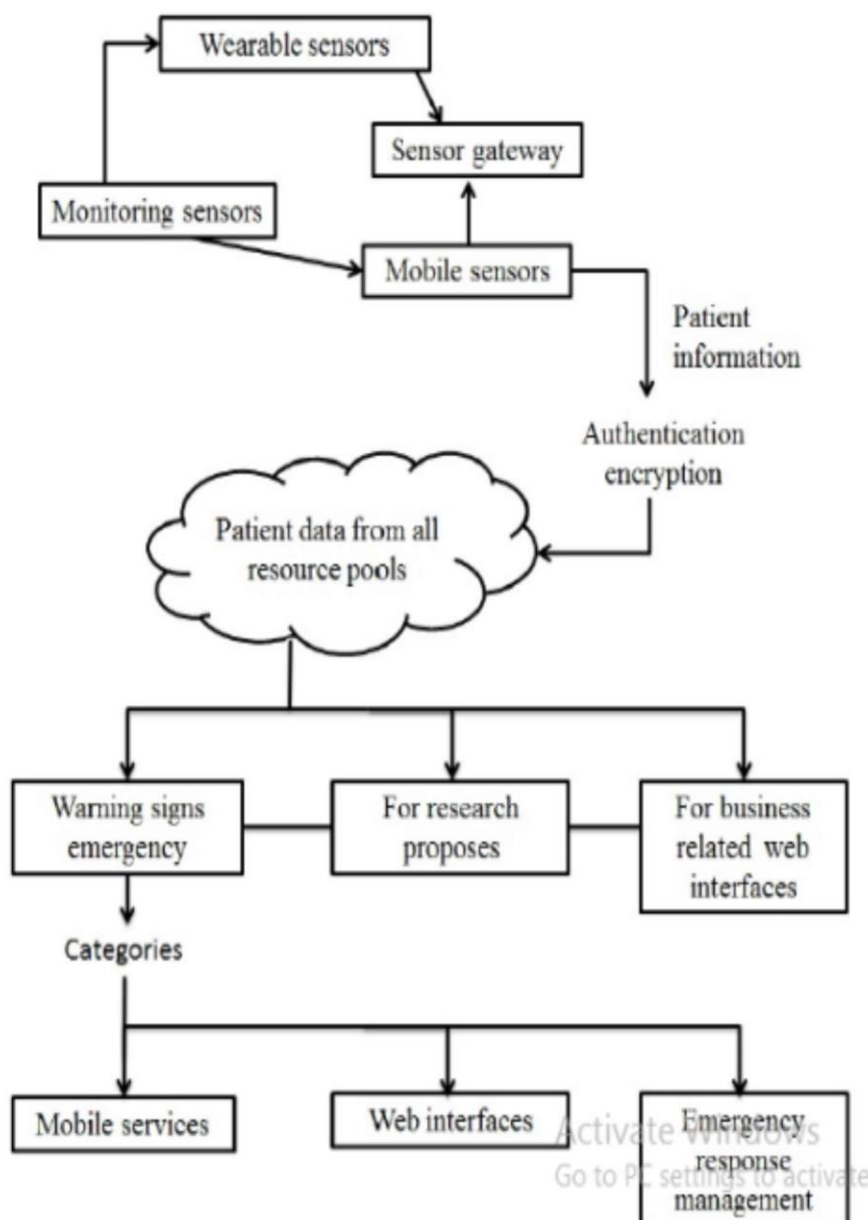 Wearable sensors
Sensor gateway
Monitoring sensors
Mobile sensors
Patient
information
Authentication
encryption
Patient data from all
resource pools
Warning signs
emergency
For research
proposes
For business
related web
interfaces
Categories
Mobile services
Web interfaces
Emergency
response
management
Activate Windows
Go to PC settings to activate